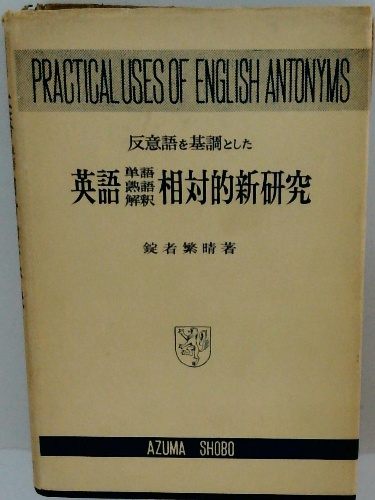 PRACTICAL USES OF ENGLISH ANTONYMS
反意語を基調とした
英語 単語 熟語 解釈 相対的新研究
錠者繁晴著
AZUMA SHOBO